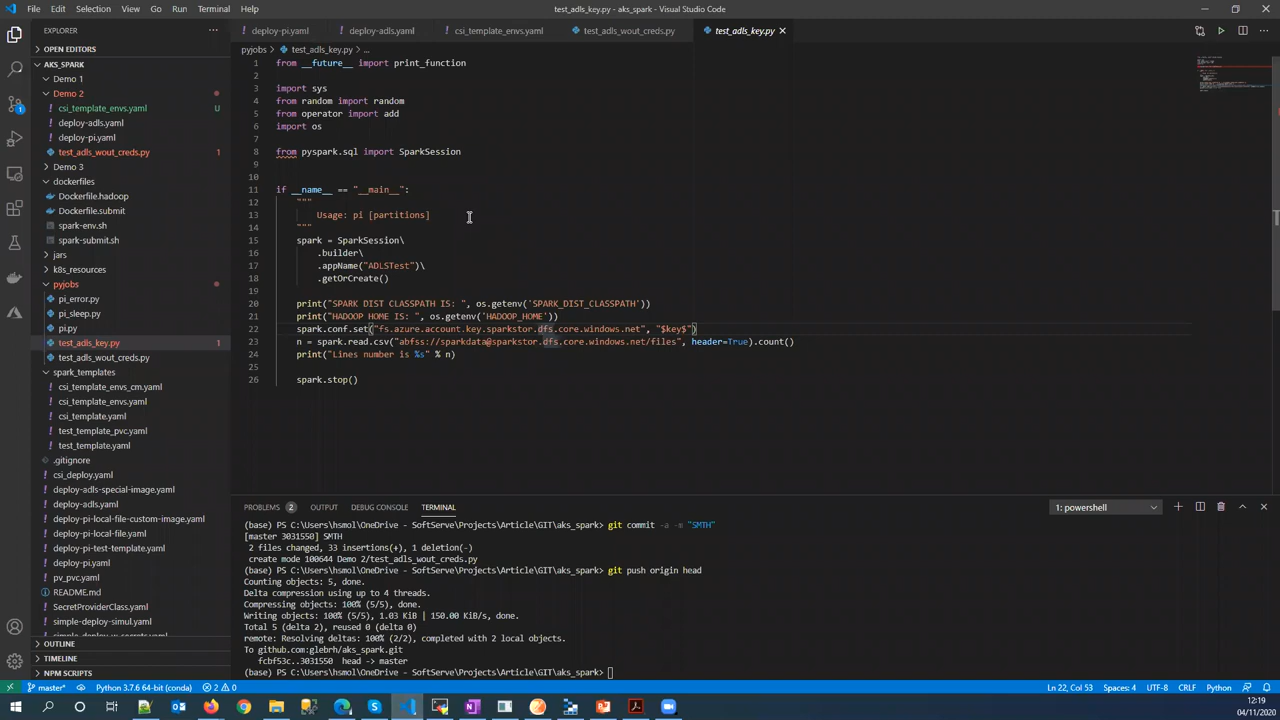 File Edit Selection View Go Run Terminal Help
test_adls_key.py - aks_spark - Visual Studio Code
EXPLORER
OPEN EDITORS
AKS_SPARK
Demo 1
Demo 2
csi_template_envs.yaml U
deploy-adls.yaml
deploy-pi.yaml
test_adls_wout_creds.py 1
Demo 3
dockerfiles
Dockerfile.hadoop
Dockerfile.submit
spark-env.sh
spark-submit.sh
jars
k8s_resources
pyjobs
pi_error.py
pi_sleep.py
pi.py
test_adls_key.py 1
test_adls_wout_creds.py
spark_templates
csi_template_envs_cm.yaml
csi_template_envs.yaml
csi_template.yaml
test_template_pvc.yaml
test_template.yaml
.gitignore
csi_deploy.yaml
deploy-adls-special-image.yaml
deploy-adls.yaml
deploy-pi-local-file-custom-image.yaml
deploy-pi-local-file.yaml
deploy-pi-test-template.yaml
deploy-pi.yaml
pv_pvc.yaml
README.md
SecretProviderClass.yaml
simple-deploy-simul.yaml
simple-deploy-w-secrets.yaml
OUTLINE
TIMELINE
NPM SCRIPTS
deploy-pi.yaml deploy-adls.yaml csi_template_envs.yaml test_adls_wout_creds.py test_adls_key.py
pyjobs > test_adls_key.py > ...
1 from __future__ import print_function
2
3 import sys
4 from random import random
5 from operator import add
6 import os
7
8 from pyspark.sql import SparkSession
9
10
11 if __name__ == "__main__":
12 """
13 Usage: pi [partitions]
14 """
15 spark = SparkSession\
16 .builder\
17 .appName("ADLSTest")\
18 .getOrCreate()
19
20 print("SPARK DIST CLASSPATH IS: ", os.getenv('SPARK_DIST_CLASSPATH'))
21 print("HADOOP HOME IS: ", os.getenv('HADOOP_HOME'))
22 spark.conf.set("fs.azure.account.key.sparkstor.dfs.core.windows.net", "$key$")
23 n = spark.read.csv("abfss://sparkdata@sparkstor.dfs.core.windows.net/files", header=True).count()
24 print("Lines number is %s" % n)
25
26 spark.stop()
PROBLEMS 2 OUTPUT DEBUG CONSOLE TERMINAL
1: powershell
(base) PS C:\Users\hsmol\OneDrive - SoftServe\Projects\Article\GIT\aks_spark> git commit -a -m "SMTH"
[master 3031550] SMTH
2 files changed, 33 insertions(+), 1 deletion(-)
create mode 100644 Demo 2/test_adls_wout_creds.py
(base) PS C:\Users\hsmol\OneDrive - SoftServe\Projects\Article\GIT\aks_spark> git push origin head
Counting objects: 5, done.
Delta compression using up to 4 threads.
Compressing objects: 100% (5/5), done.
Writing objects: 100% (5/5), 1.03 KiB | 150.00 KiB/s, done.
Total 5 (delta 2), reused 0 (delta 0)
remote: Resolving deltas: 100% (2/2), completed with 2 local objects.
To github.com:glebrh/aks_spark.git
fcbf53c..3031550 head -> master
(base) PS C:\Users\hsmol\OneDrive - SoftServe\Projects\Article\GIT\aks_spark>
master* Python 3.7.6 64-bit (conda) 2 0
Ln 22, Col 53 Spaces: 4 UTF-8 CRLF Python
12:19
04/11/2020